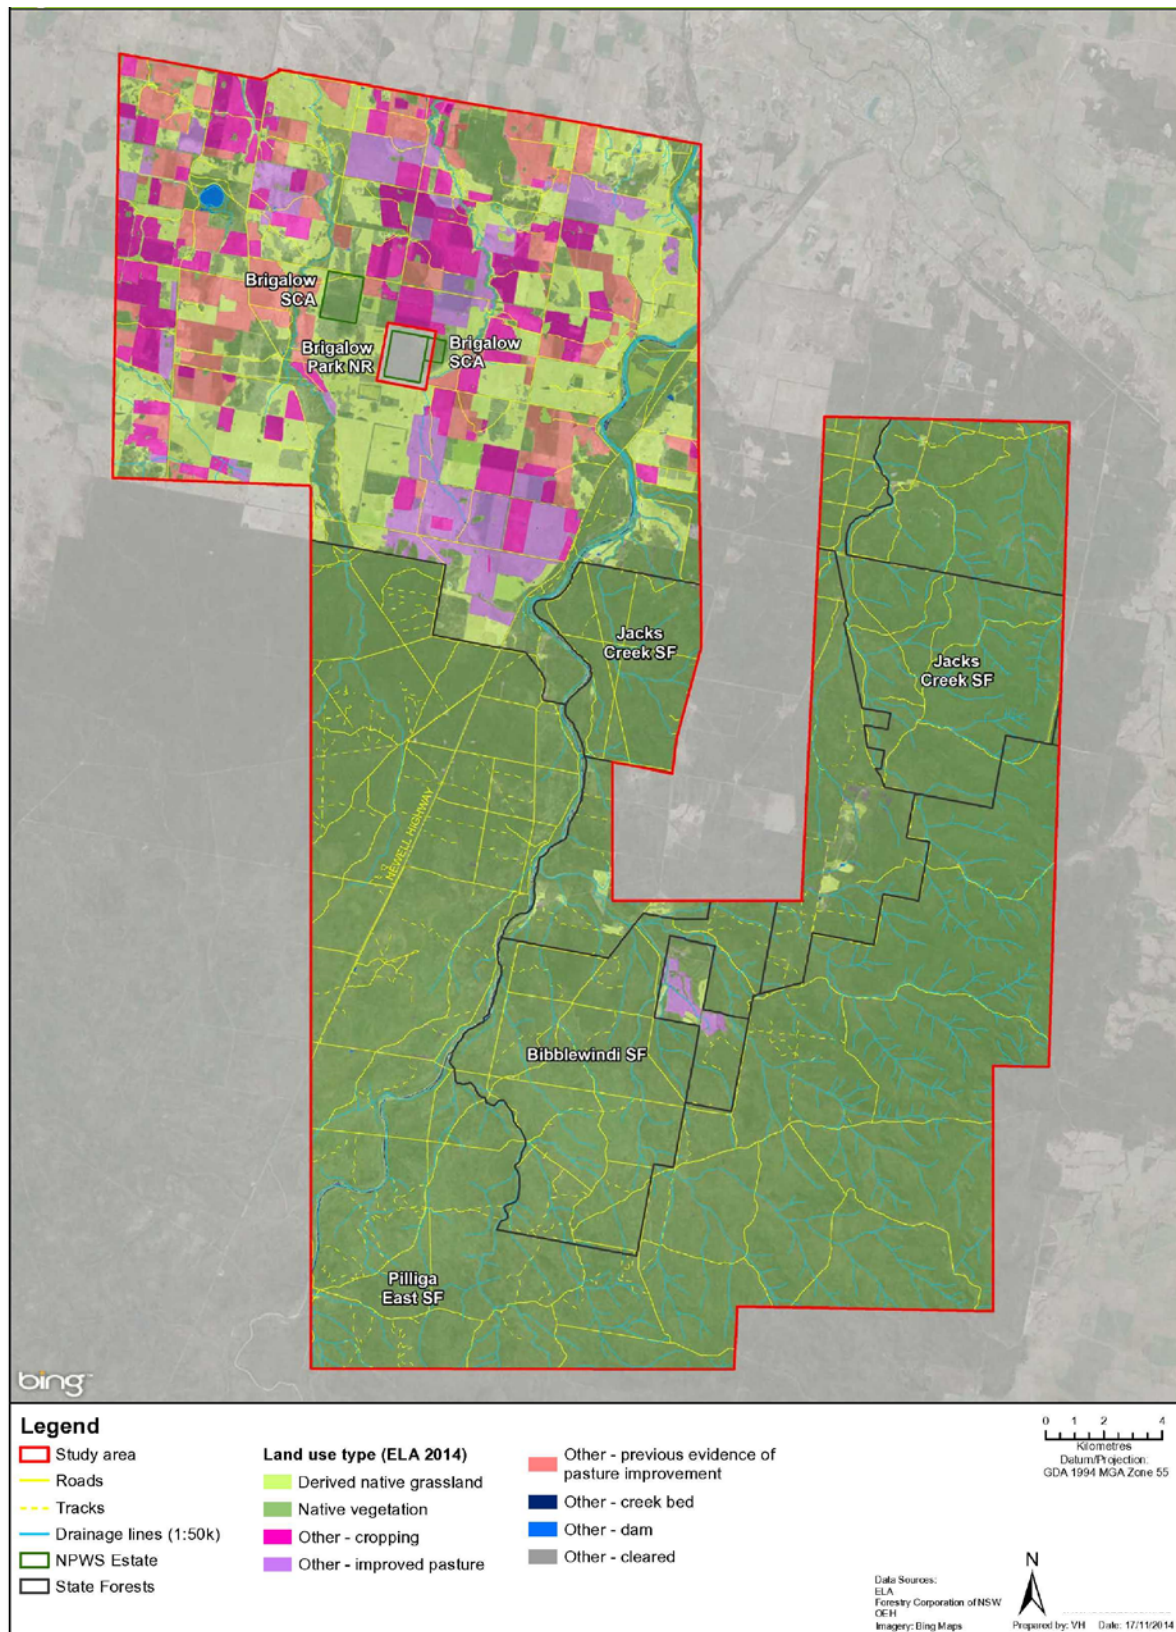 Brigalow
SCA
Brigalow
Park NR
Brigalow
SCA
Jacks
Creek SF
Jacks
Creek SF
NEWELL HIGHWAY
Bibblewindi SF
Pilliga
East SF
bing
Legend
Study area
Roads
Tracks
Drainage lines (1:50k)
NPWS Estate
State Forests
Land use type (ELA 2014)
Derived native grassland
Native vegetation
Other - cropping
Other - improved pasture
Other - previous evidence of
pasture improvement
Other - creek bed
Other - dam
Other - cleared
0 1 2 4
Kilometres
Datum/Projection:
GDA 1994 MGA Zone 55
Data Sources:
ELA
Forestry Corporation of NSW
OEH
Imagery: Bing Maps
N
Prepared by: VH Date: 17/11/2014